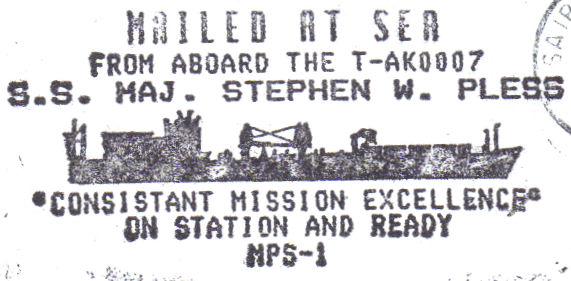 MAILED AT SEA
FROM ABOARD THE T-AK0007
S.S. MAJ. STEPHEN W. PLESS
"CONSISTANT MISSION EXCELLENCE"
ON STATION AND READY
MPS-1
SAIP